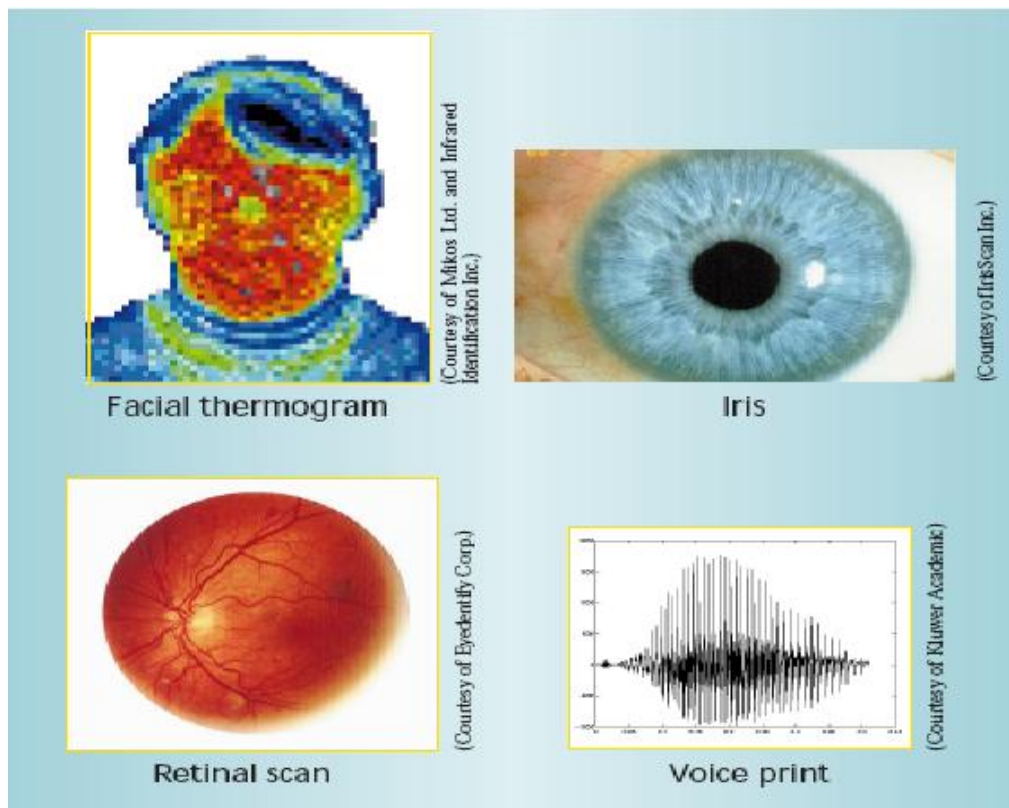 (Courtesy of Mikos Ltd. and Infrared
Identification Inc.)
Facial thermogram
(Courtesy of IrisScan Inc.)
Iris
(Courtesy of Eyedentify Corp.)
Retinal scan
(Courtesy of Kluwer Academic)
Voice print